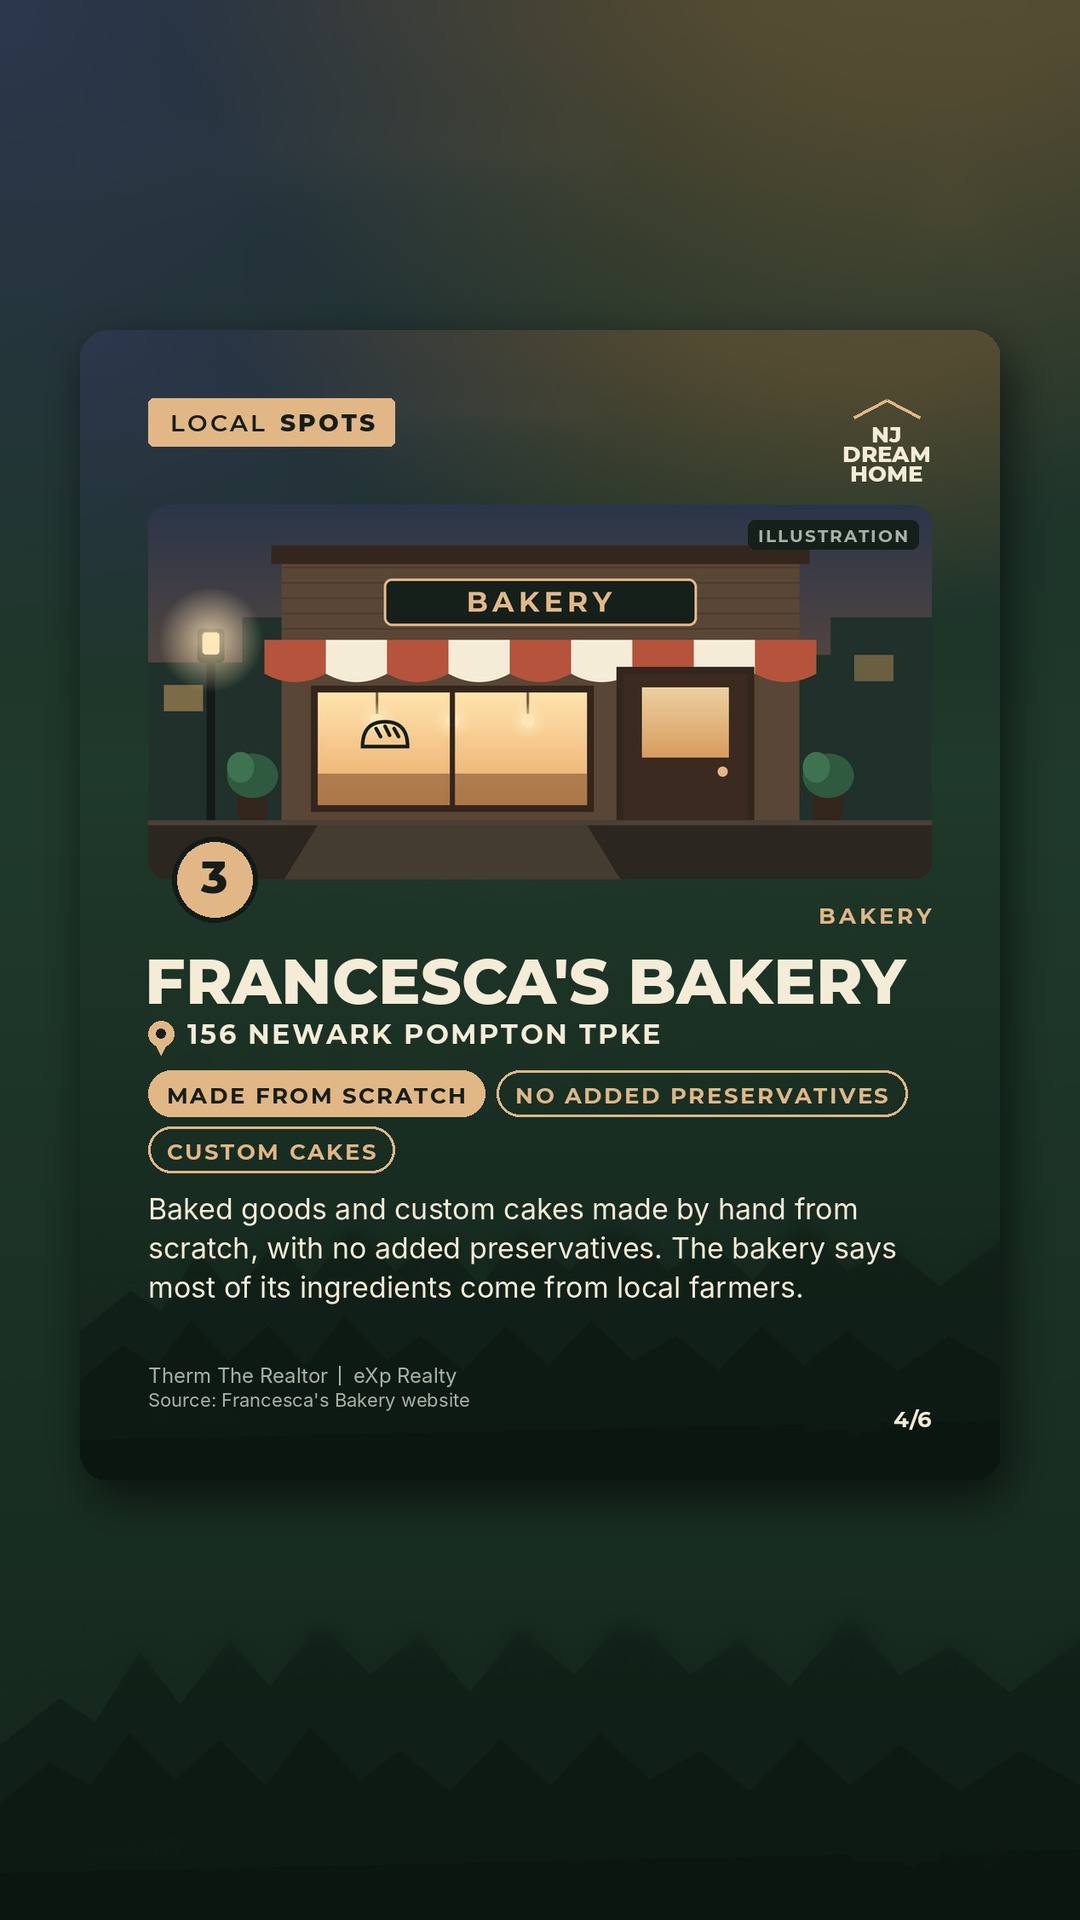 LOCAL SPOTS
NJ
DREAM
HOME
ILLUSTRATION
BAKERY
3
BAKERY
FRANCESCA'S BAKERY
156 NEWARK POMPTON TPKE
MADE FROM SCRATCH
NO ADDED PRESERVATIVES
CUSTOM CAKES
Baked goods and custom cakes made by hand from
scratch, with no added preservatives. The bakery says
most of its ingredients come from local farmers.
Therm The Realtor | eXp Realty
Source: Francesca's Bakery website
4/6